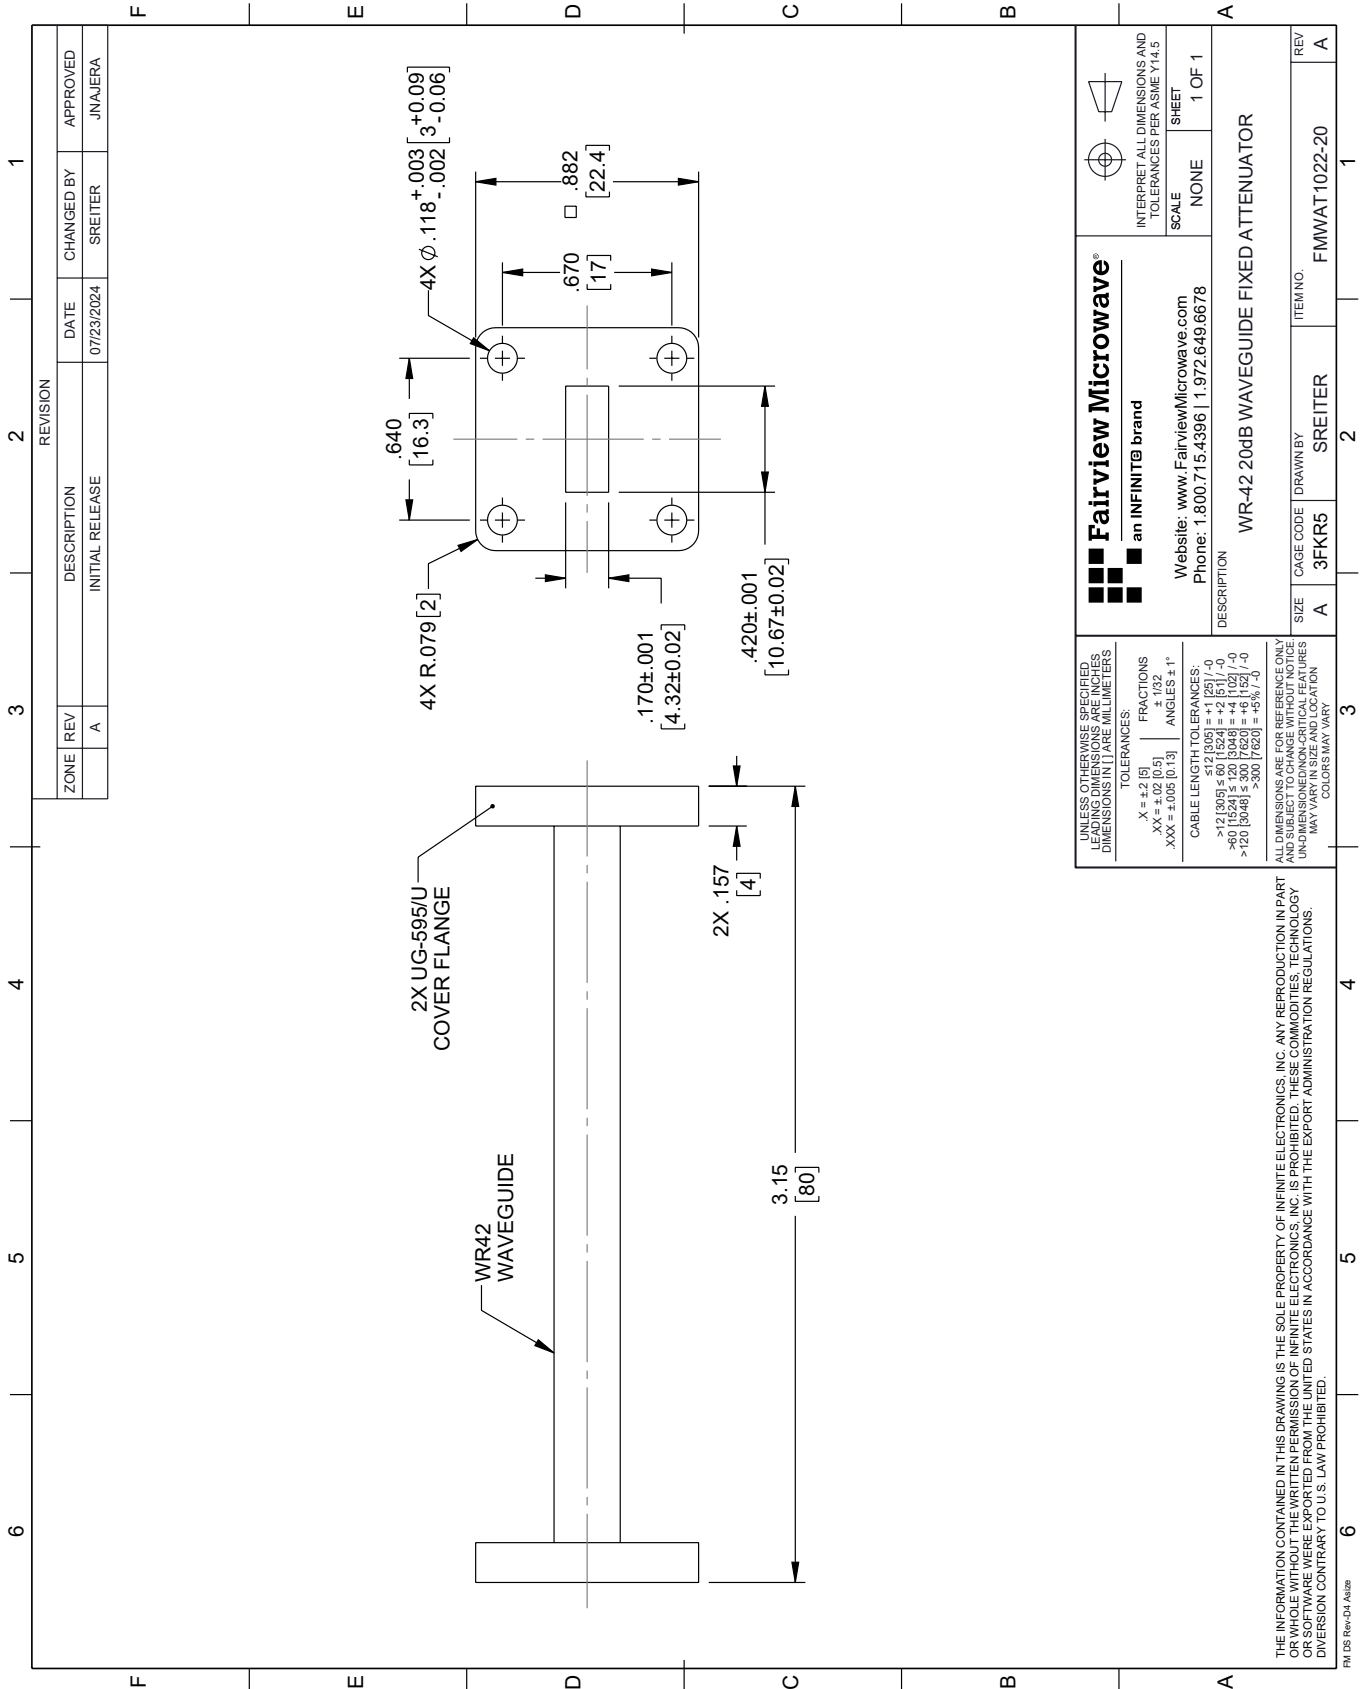 6
5
4
3
2
1
REVISION
ZONE REV DESCRIPTION DATE CHANGED BY APPROVED
A INITIAL RELEASE 07/23/2024 SREITER JNAJERA
F
E
D
C
B
A
F
E
D
C
B
A
WR42
WAVEGUIDE
2X UG-595/U
COVER FLANGE
3.15
[80]
2X .157
[4]
4X R.079 [2]
.640
[16.3]
4X Ø.118 +.003 -.002 [3 +0.09 -0.06]
.170±.001
[4.32±0.02]
.420±.001
[10.67±0.02]
.670
[17]
□ .882
[22.4]
THE INFORMATION CONTAINED IN THIS DRAWING IS THE SOLE PROPERTY OF INFINITE ELECTRONICS, INC. ANY REPRODUCTION IN PART
OR WHOLE WITHOUT THE WRITTEN PERMISSION OF INFINITE ELECTRONICS, INC. IS PROHIBITED. THESE COMMODITIES, TECHNOLOGY
OR SOFTWARE WERE EXPORTED FROM THE UNITED STATES IN ACCORDANCE WITH THE EXPORT ADMINISTRATION REGULATIONS.
DIVERSION CONTRARY TO U.S. LAW PROHIBITED.
UNLESS OTHERWISE SPECIFIED
LEADING DIMENSIONS ARE INCHES
DIMENSIONS IN [ ] ARE MILLIMETERS
TOLERANCES:
.X = ±.2 [5] FRACTIONS
.XX = ±.02 [0.5] ± 1/32
.XXX = ±.005 [0.13] ANGLES ± 1°
CABLE LENGTH TOLERANCES:
≤12 [305] = +1 [25] / -0
>12 [305] ≤ 60 [1524] = +2 [51] / -0
>60 [1524] ≤ 120 [3048] = +4 [102] / -0
>120 [3048] ≤ 300 [7620] = +6 [152] / -0
>300 [7620] = +5% / -0
ALL DIMENSIONS ARE FOR REFERENCE ONLY
AND SUBJECT TO CHANGE WITHOUT NOTICE.
UN-DIMENSIONED/NON-CRITICAL FEATURES
MAY VARY IN SIZE AND LOCATION
COLORS MAY VARY
Fairview Microwave®
an INFINIT® brand
Website: www.FairviewMicrowave.com
Phone: 1.800.715.4396 | 1.972.649.6678
INTERPRET ALL DIMENSIONS AND
TOLERANCES PER ASME Y14.5
SCALE SHEET
NONE 1 OF 1
DESCRIPTION
WR-42 20dB WAVEGUIDE FIXED ATTENUATOR
SIZE CAGE CODE DRAWN BY ITEM NO. REV
A 3FKR5 SREITER FMWAT1022-20 A
FM DS Rev-D4 Asize
6
5
4
3
2
1